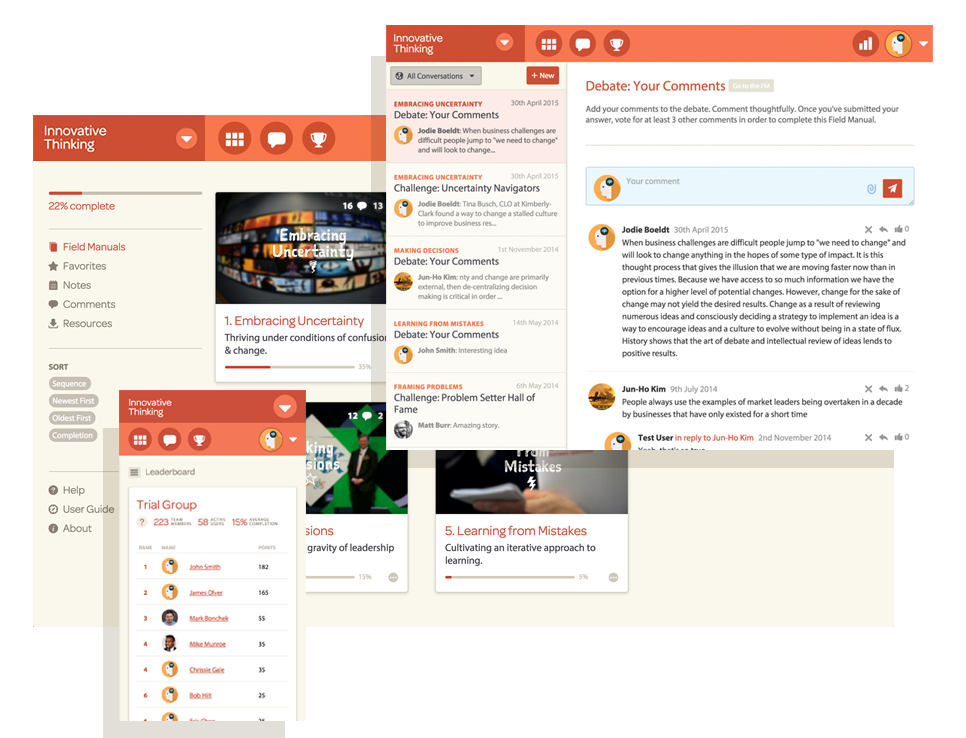 Innovative
Thinking
All Conversations
+ New
EMBRACING UNCERTAINTY 30th April 2015
Debate: Your Comments
Jodie Boeldt: When business challenges are
difficult people jump to "we need to change"
and will look to change...
EMBRACING UNCERTAINTY 30th April 2015
Challenge: Uncertainty Navigators
Jodie Boeldt: Tina Busch, CLO at Kimberly-
Clark found a way to change a stalled culture
to improve business res...
MAKING DECISIONS 1st November 2014
Debate: Your Comments
Jun-Ho Kim: nty and change are primarily
external, then de-centralizing decision
making is critical in order ...
LEARNING FROM MISTAKES 14th May 2014
Debate: Your Comments
John Smith: Interesting idea
FRAMING PROBLEMS 6th May 2014
Challenge: Problem Setter Hall of
Fame
Matt Burr: Amazing story.
Debate: Your Comments Go to the FM
Add your comments to the debate. Comment thoughtfully. Once you've submitted your
answer, vote for at least 3 other comments in order to complete this Field Manual.
Your comment
Jodie Boeldt 30th April 2015 0
When business challenges are difficult people jump to "we need to change" and
will look to change anything in the hopes of some type of impact. It is this
thought process that gives the illusion that we are moving faster now than in
previous times. Because we have access to so much information we have the
option for a higher level of potential changes. However, change for the sake of
change may not yield the desired results. Change as a result of reviewing
numerous ideas and consciously deciding a strategy to implement an idea is a
way to encourage ideas and a culture to evolve without being in a state of flux.
History shows that the art of debate and intellectual review of ideas lends to
positive results.
Jun-Ho Kim 9th July 2014 2
People always use the examples of market leaders being overtaken in a decade
by businesses that have only existed for a short time
Test User in reply to Jun-Ho Kim 2nd November 2014 0
Innovative
Thinking
22% complete
Field Manuals
Favorites
Notes
Comments
Resources
SORT
Sequence
Newest First
Oldest First
Completion
Help
User Guide
About
16 13
Embracing
Uncertainty
1. Embracing Uncertainty
Thriving under conditions of confusion
& change.
35%
12 2
king
sions
sions
gravity of leadership
15%
From
Mistakes
5. Learning from Mistakes
Cultivating an iterative approach to
learning.
5%
Innovative
Thinking
Leaderboard
Trial Group
? 223 TEAM MEMBERS 58 ACTIVE USERS 15% AVERAGE COMPLETION
RANK NAME POINTS
1 John Smith 182
2 James Olver 165
3 Mark Bonchek 55
4 Mike Munroe 35
4 Chrissie Gale 35
6 Bob Hitt 25